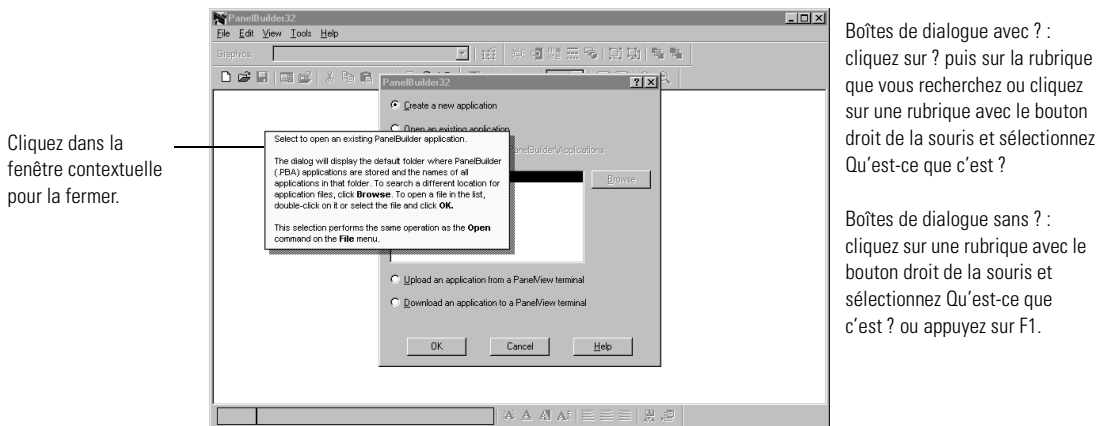 PanelBuilder32
File Edit View Tools Help
Graphics:
Cliquez dans la
fenêtre contextuelle
pour la fermer.
PanelBuilder32
Create a new application
Open an existing application
PanelBuilder\Applications
Browse
Select to open an existing PanelBuilder application.
The dialog will display the default folder where PanelBuilder
(.PBA) applications are stored and the names of all
applications in that folder. To search a different location for
application files, click Browse. To open a file in the list,
double-click on it or select the file and click OK.
This selection performs the same operation as the Open
command on the File menu.
Upload an application from a PanelView terminal
Download an application to a PanelView terminal
OK Cancel Help
Boîtes de dialogue avec ? :
cliquez sur ? puis sur la rubrique
que vous recherchez ou cliquez
sur une rubrique avec le bouton
droit de la souris et sélectionnez
Qu'est-ce que c'est ?
Boîtes de dialogue sans ? :
cliquez sur une rubrique avec le
bouton droit de la souris et
sélectionnez Qu'est-ce que
c'est ? ou appuyez sur F1.